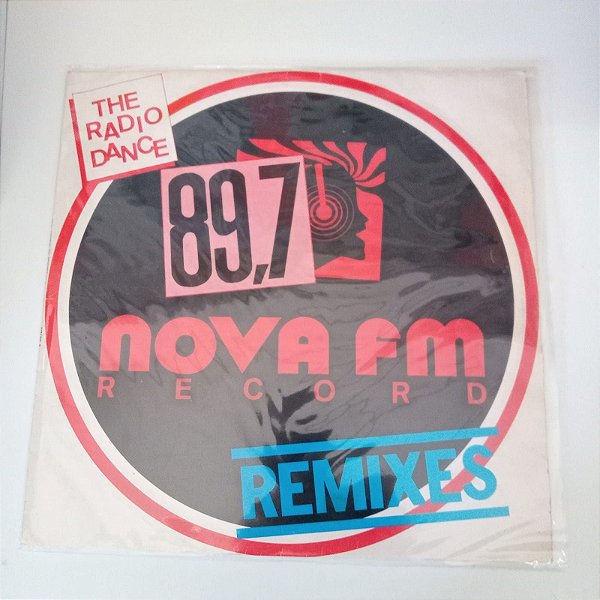 THE
RADIO
DANCE
89,7
NOVA FM
RECORD
REMIXES